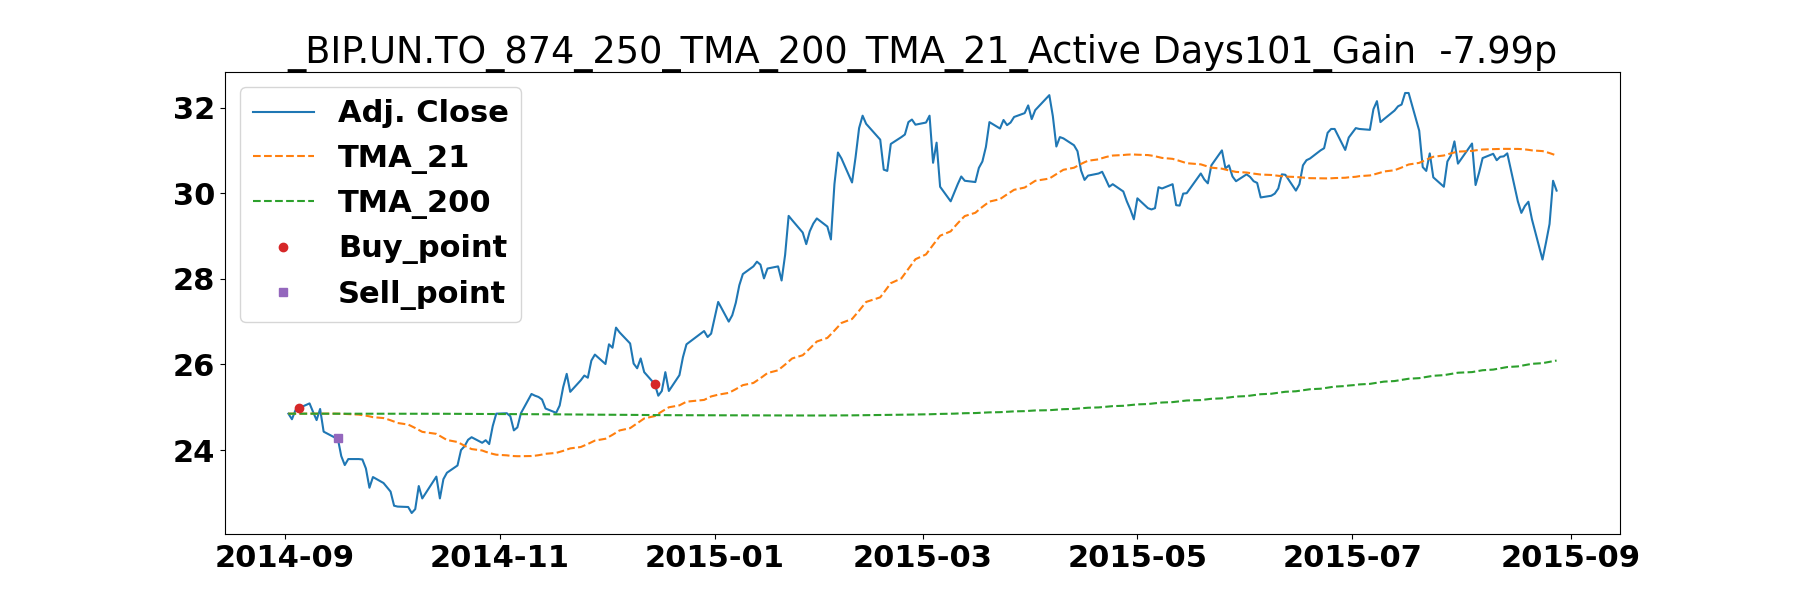 _BIP.UN.TO_874_250_TMA_200_TMA_21_Active Days101_Gain  -7.99p
Adj. Close
TMA_21
TMA_200
Buy_point
Sell_point
32
30
28
26
24
2014-09 2014-11 2015-01 2015-03 2015-05 2015-07 2015-09